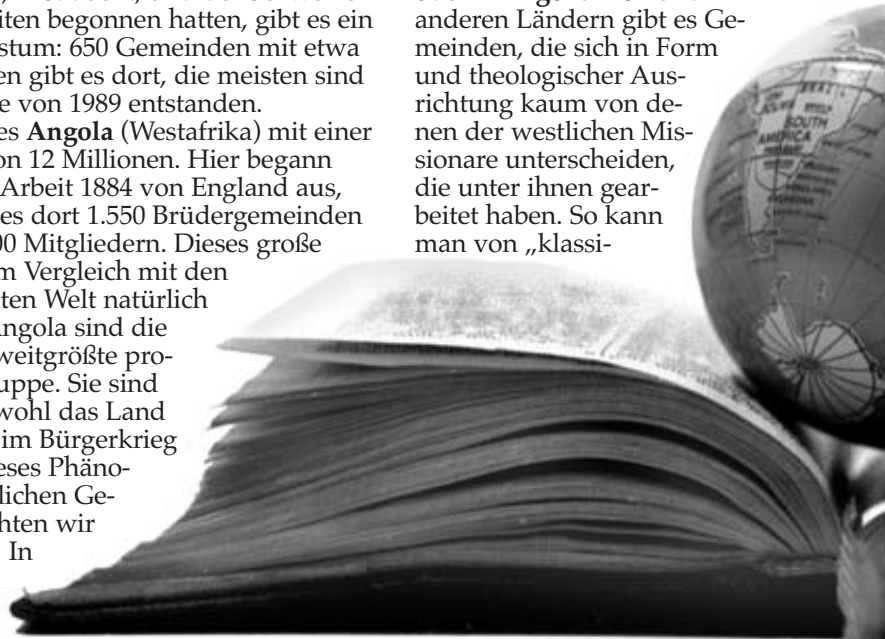 iten begonnen hatten, gibt es ein
stum: 650 Gemeinden mit etwa
en gibt es dort, die meisten sind
e von 1989 entstanden.
es Angola (Westafrika) mit einer
on 12 Millionen. Hier begann
Arbeit 1884 von England aus,
es dort 1.550 Brüdergemeinden
00 Mitgliedern. Dieses große
m Vergleich mit den
ten Welt natürlich
Angola sind die
weitgrößte pro-
uppe. Sie sind
wohl das Land
im Bürgerkrieg
eses Phäno-
lichen Ge-
hten wir
In
anderen Ländern gibt es Ge-
meinden, die sich in Form
und theologischer Aus-
richtung kaum von de-
nen der westlichen Mis-
sionare unterscheiden,
die unter ihnen gear-
beitet haben. So kann
man von „klassi-
SOUTH
AMERICA